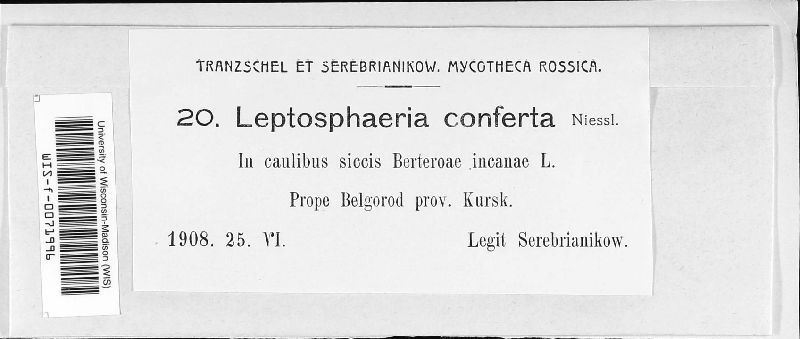 TRANZSCHEL ET SEREBRIANIKOW. MYCOTHECA ROSSICA.
20. Leptosphaeria conferta Niessl.
In caulibus siccis Berteroae incanae L.
Prope Belgorod prov. Kursk.
1908. 25. VI. Legit Serebrianikow.
University of Wisconsin-Madison (WIS)
WIS-f-0071996